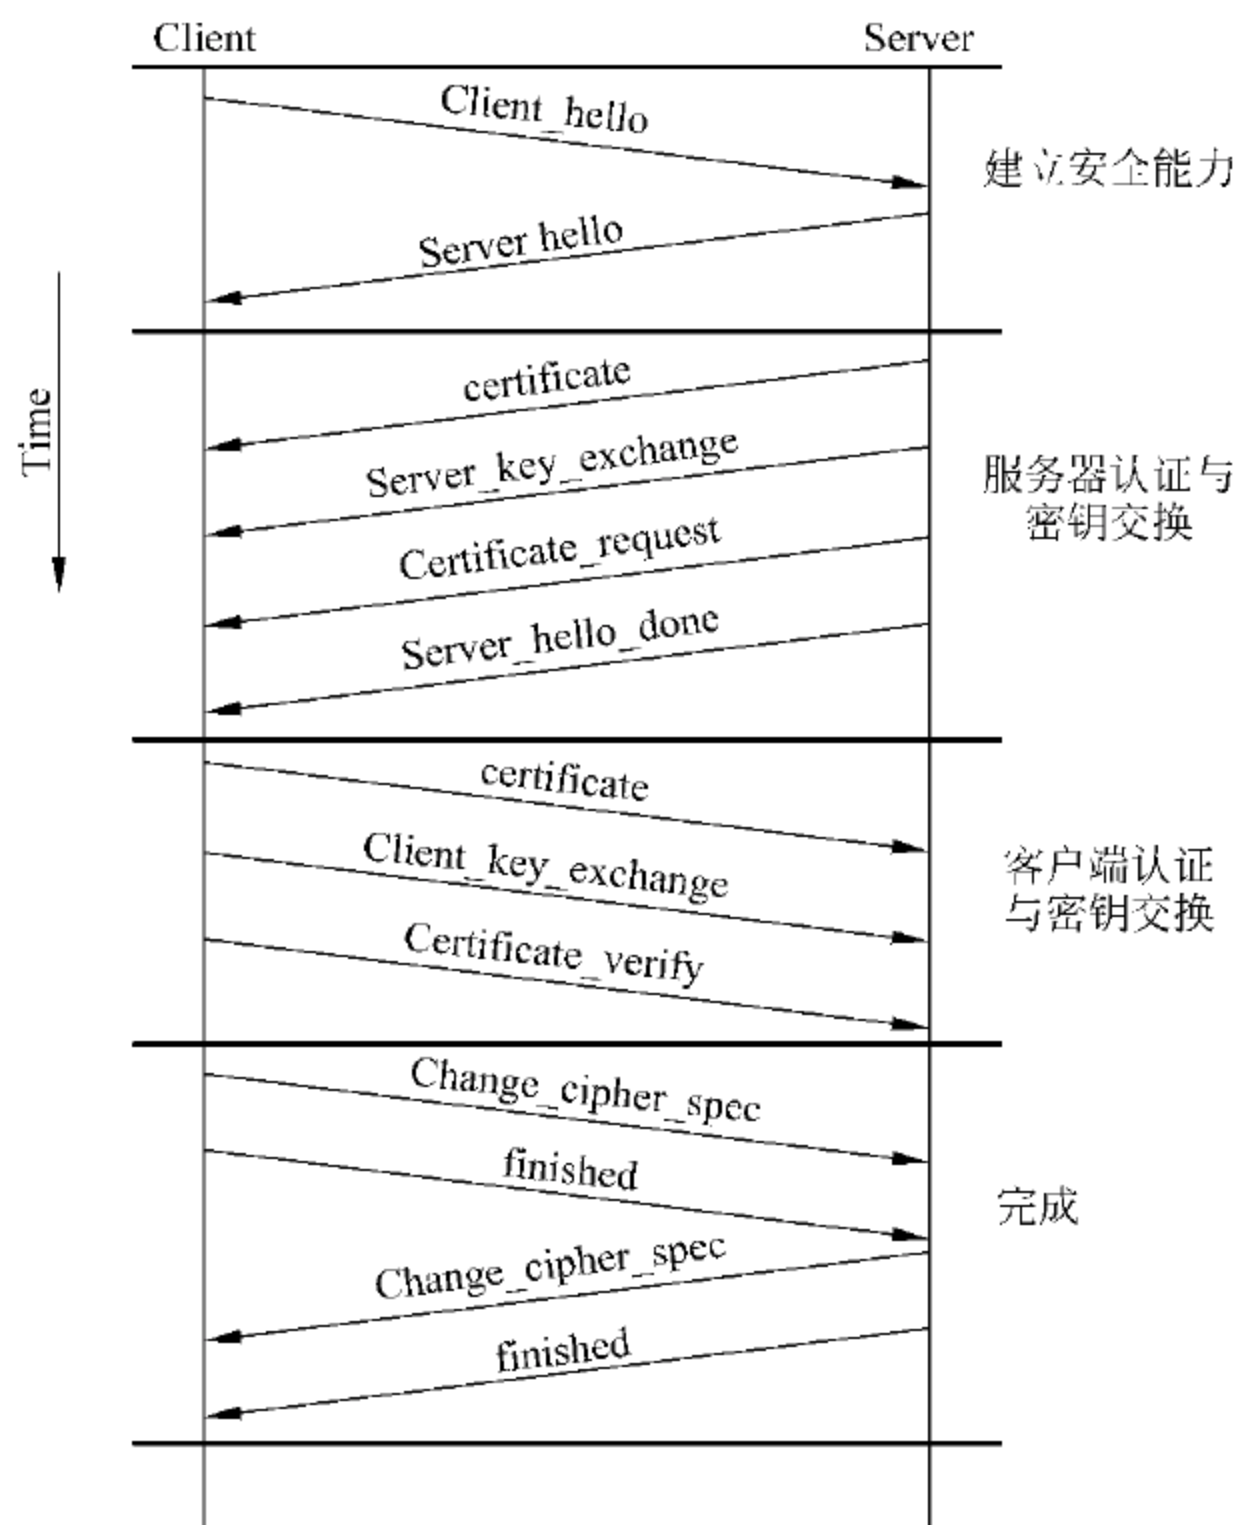 Client
Server
Client_hello
建立安全能力
Server hello
Time
certificate
Server_key_exchange
服务器认证与
密钥交换
Certificate_request
Server_hello_done
certificate
Client_key_exchange
客户端认证
与密钥交换
Certificate_verify
Change_cipher_spec
finished
完成
Change_cipher_spec
finished